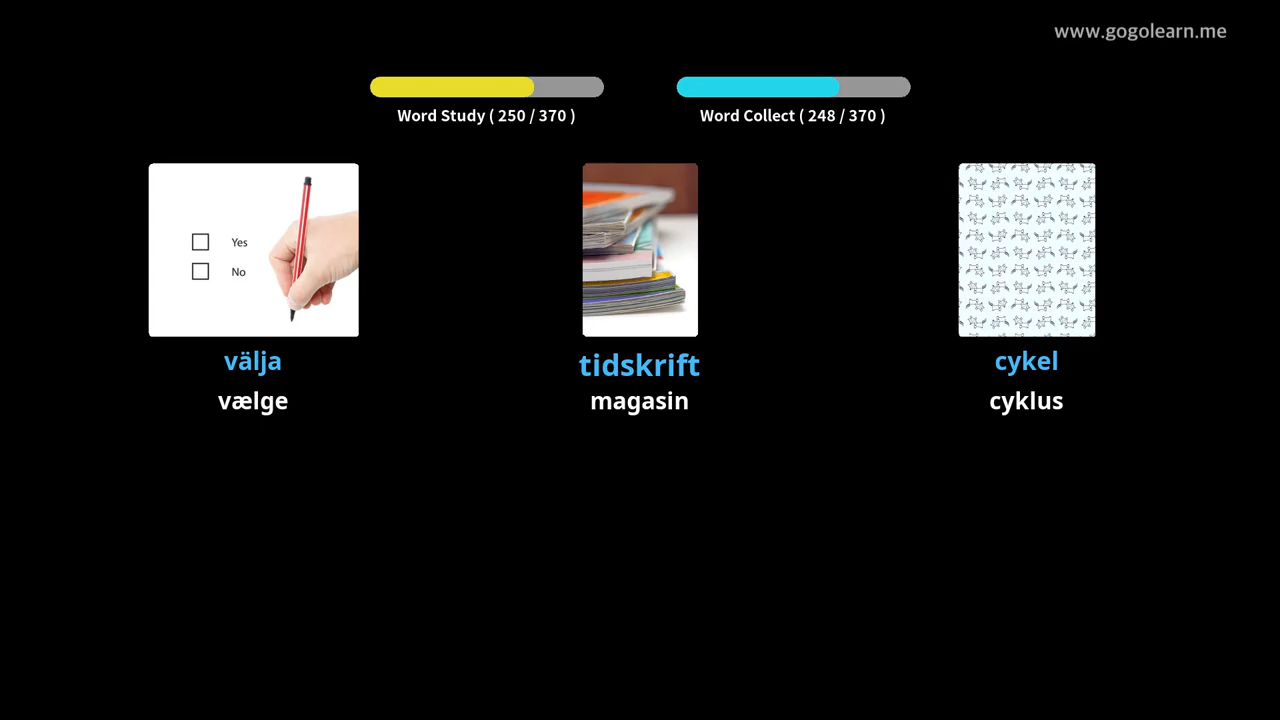 www.gogolearn.me
Word Study ( 250 / 370 )
Word Collect ( 248 / 370 )
Yes
No
välja
tidskrift
cykel
vælge
magasin
cyklus